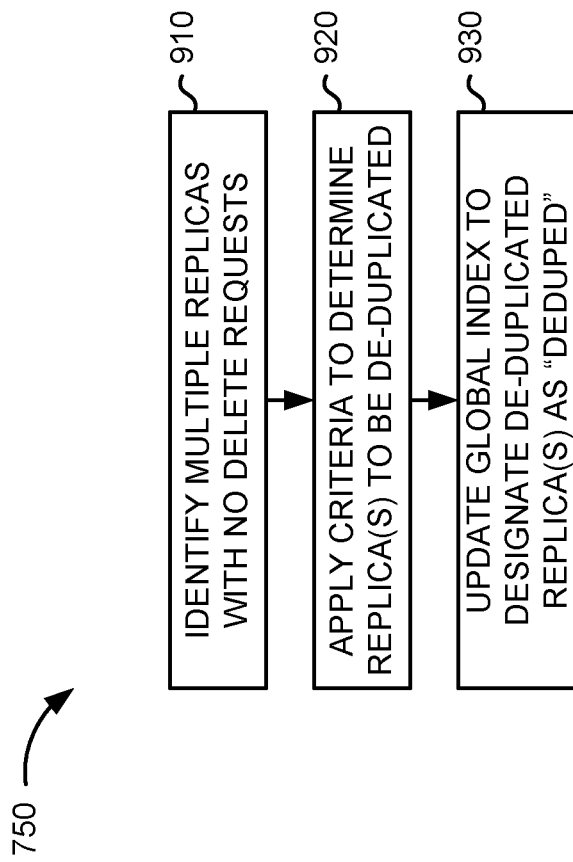 750
IDENTIFY MULTIPLE REPLICAS
WITH NO DELETE REQUESTS
910
APPLY CRITERIA TO DETERMINE
REPLICA(S) TO BE DE-DUPLICATED
920
UPDATE GLOBAL INDEX TO
DESIGNATE DE-DUPLICATED
REPLICA(S) AS “DEDUPED”
930